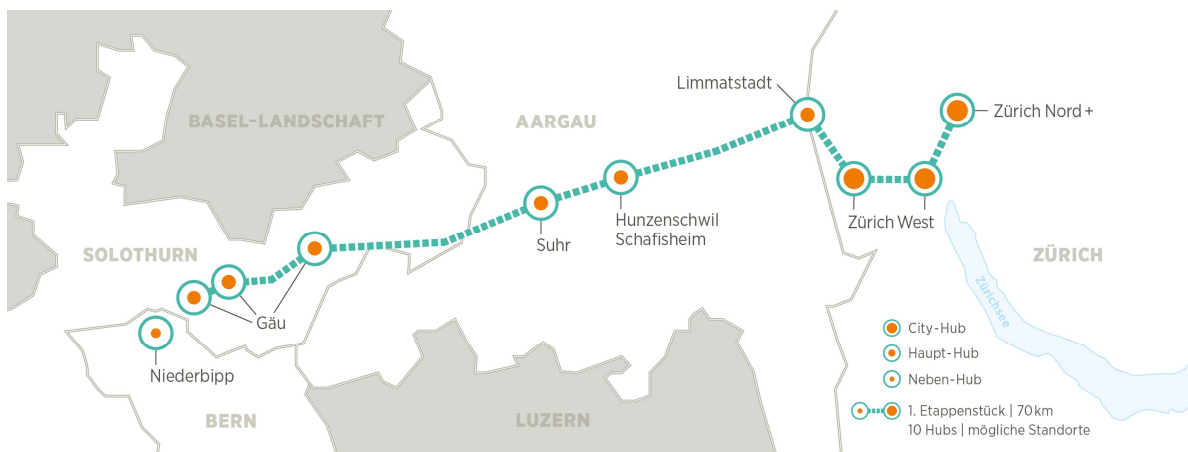 Limmatstadt
Zürich Nord +
BASEL-LANDSCHAFT
AARGAU
Hunzenschwil
Schafisheim
Zürich West
Suhr
SOLOTHURN
ZÜRICH
Zürichsee
Gäu
Niederbipp
BERN
LUZERN
City-Hub
Haupt-Hub
Neben-Hub
1. Etappenstück | 70 km
10 Hubs | mögliche Standorte